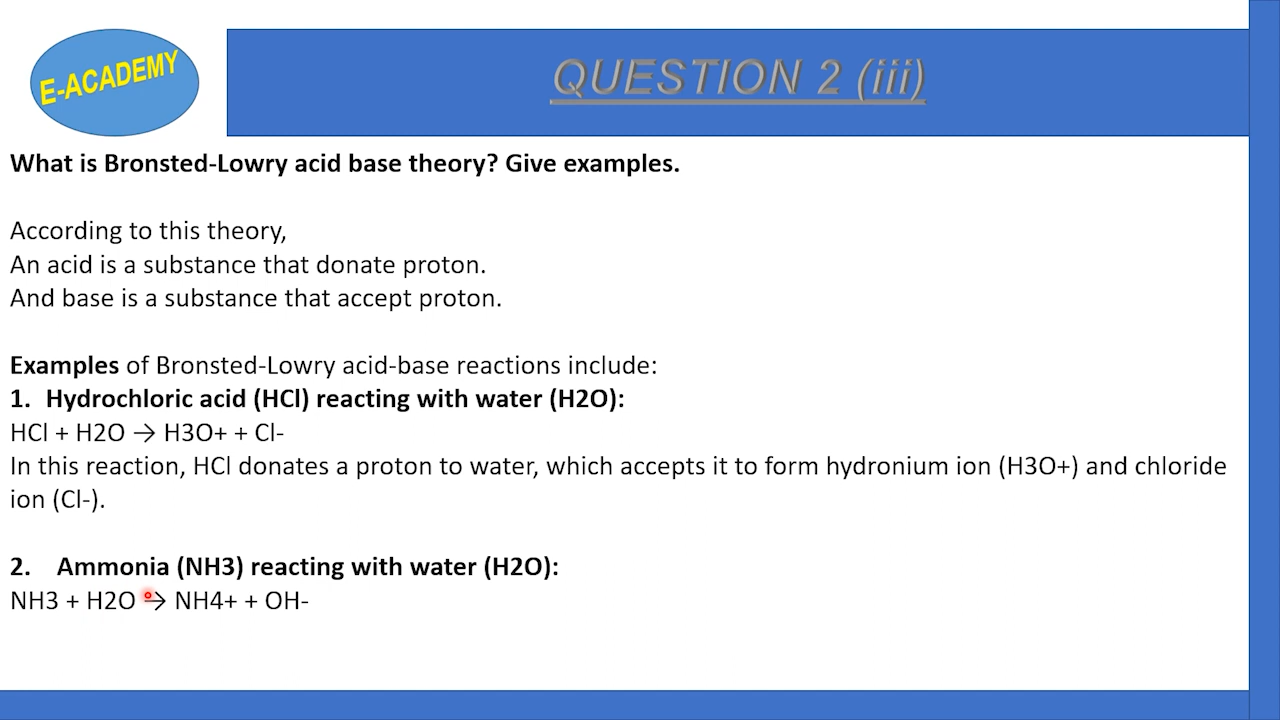 E-ACADEMY
QUESTION 2 (iii)
What is Bronsted-Lowry acid base theory? Give examples.
According to this theory,
An acid is a substance that donate proton.
And base is a substance that accept proton.
Examples of Bronsted-Lowry acid-base reactions include:
1. Hydrochloric acid (HCl) reacting with water (H2O):
HCl + H2O → H3O+ + Cl-
In this reaction, HCl donates a proton to water, which accepts it to form hydronium ion (H3O+) and chloride
ion (Cl-).
2. Ammonia (NH3) reacting with water (H2O):
NH3 + H2O → NH4+ + OH-